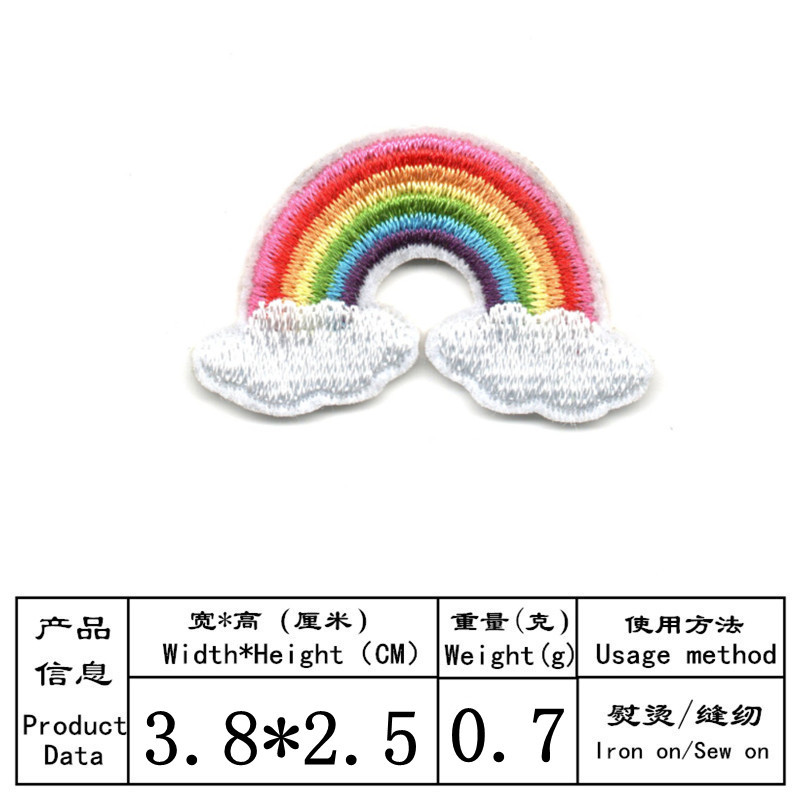 产品
信息
Product
Data
宽*高 (厘米)
Width*Height (CM)
3.8*2.5
重量(克)
Weight(g)
0.7
使用方法
Usage method
熨烫/缝纫
Iron on/Sew on